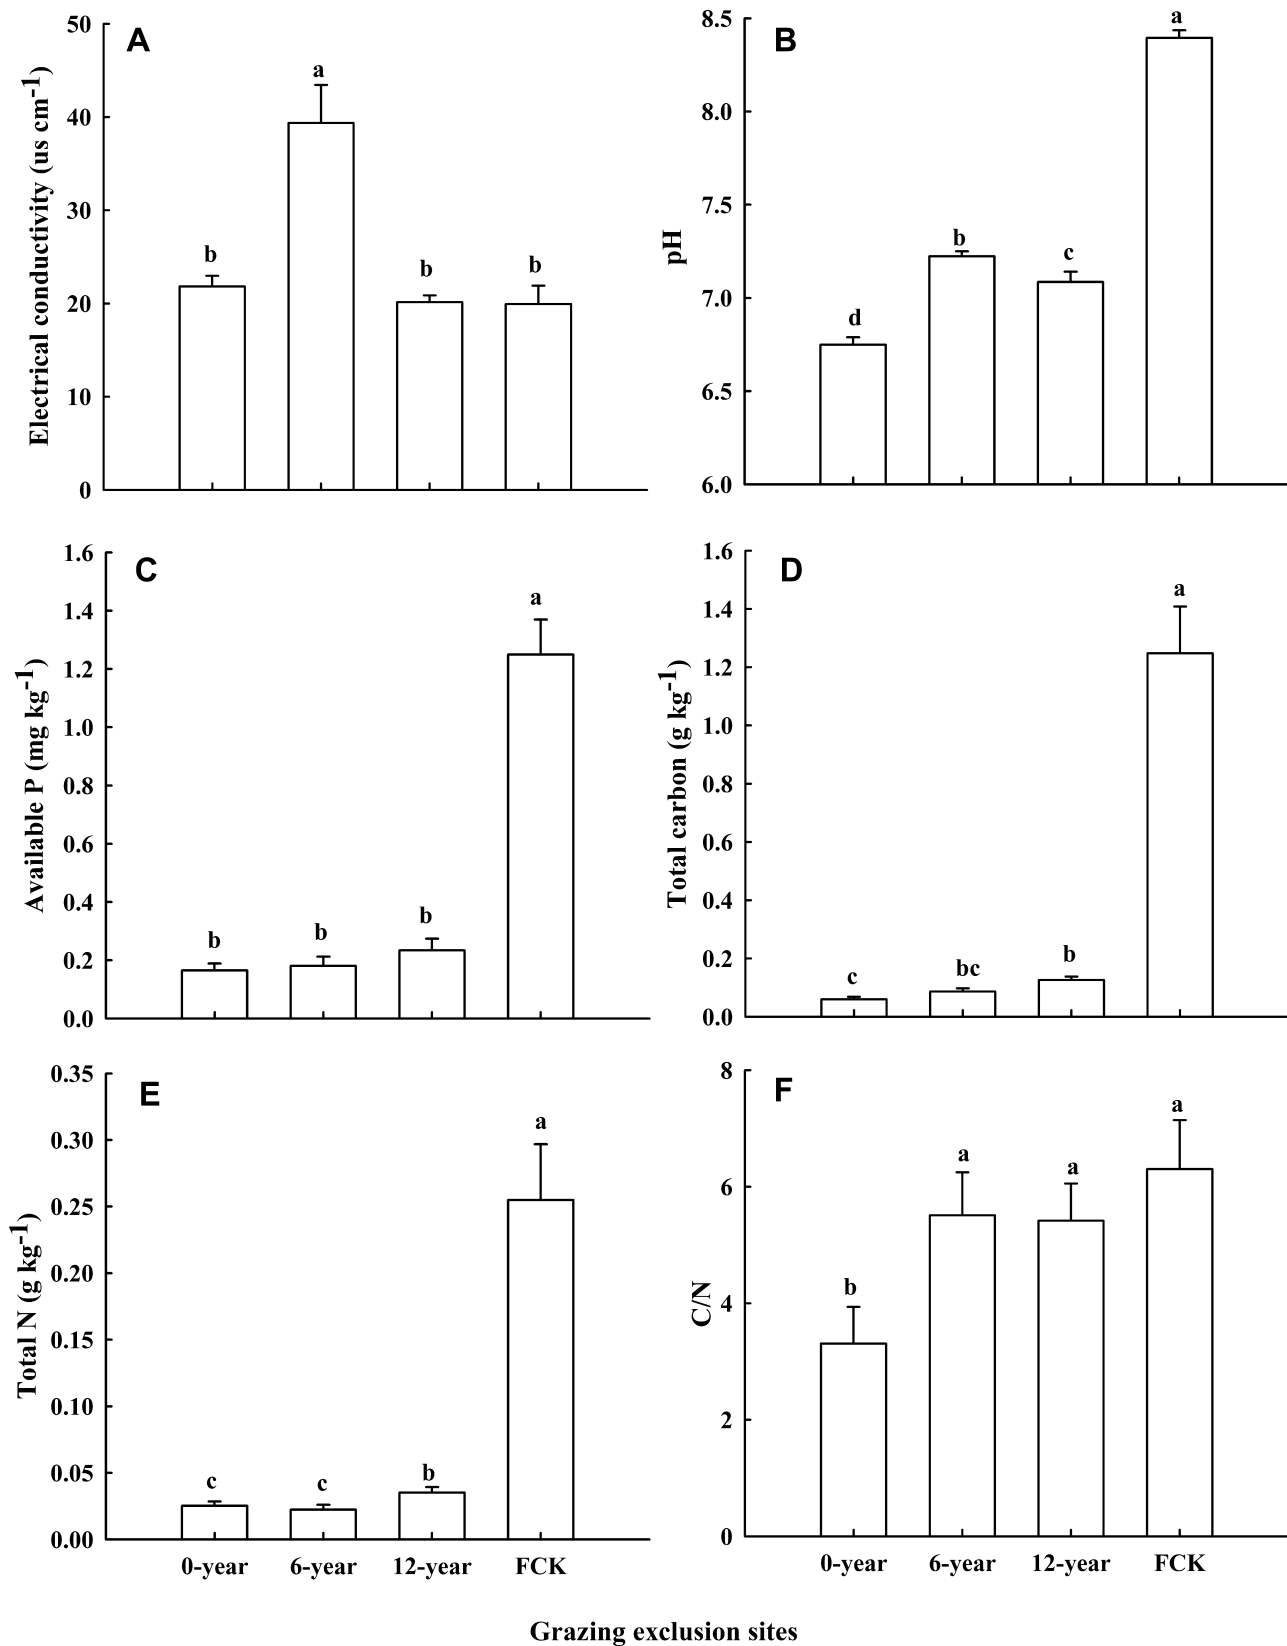 A
Electrical conductivity (us cm-1)
50
40
30
20
10
0
b
a
b
b
B
pH
8.5
8.0
7.5
7.0
6.5
6.0
d
b
c
a
C
Available P (mg kg-1)
1.6
1.4
1.2
1.0
0.8
0.6
0.4
0.2
0.0
b
b
b
a
D
Total carbon (g kg-1)
1.6
1.4
1.2
1.0
0.8
0.6
0.4
0.2
0.0
c
bc
b
a
E
Total N (g kg-1)
0.35
0.30
0.25
0.20
0.15
0.10
0.05
0.00
c
c
b
a
0-year 6-year 12-year FCK
F
C/N
8
6
4
2
0
b
a
a
a
0-year 6-year 12-year FCK
Grazing exclusion sites